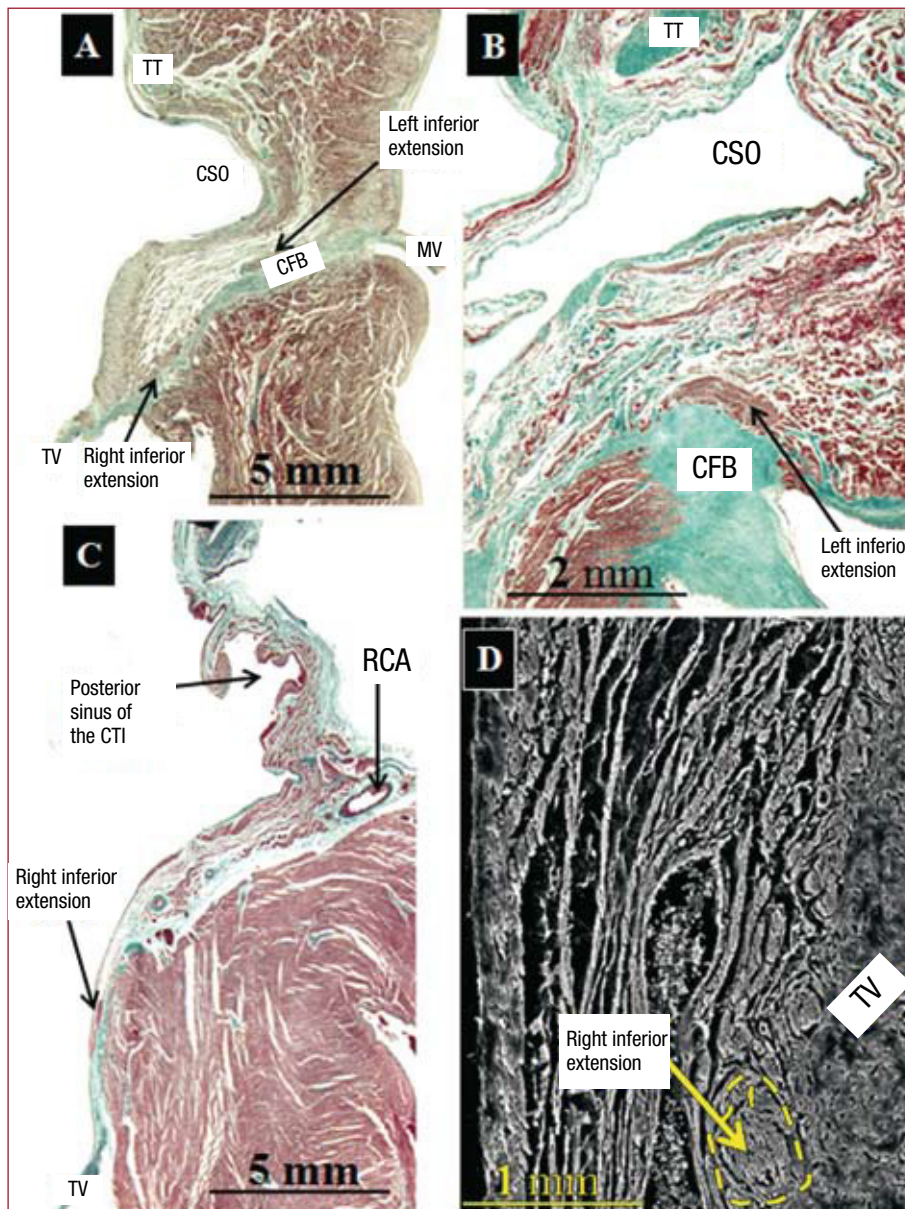 A
TT
Left inferior
extension
CSO
CFB
MV
TV
Right inferior
extension
5 mm
B
TT
CSO
CFB
Left inferior
extension
2 mm
C
Posterior
sinus of
the CTI
RCA
Right inferior
extension
TV
5 mm
D
TV
Right inferior
extension
1 mm